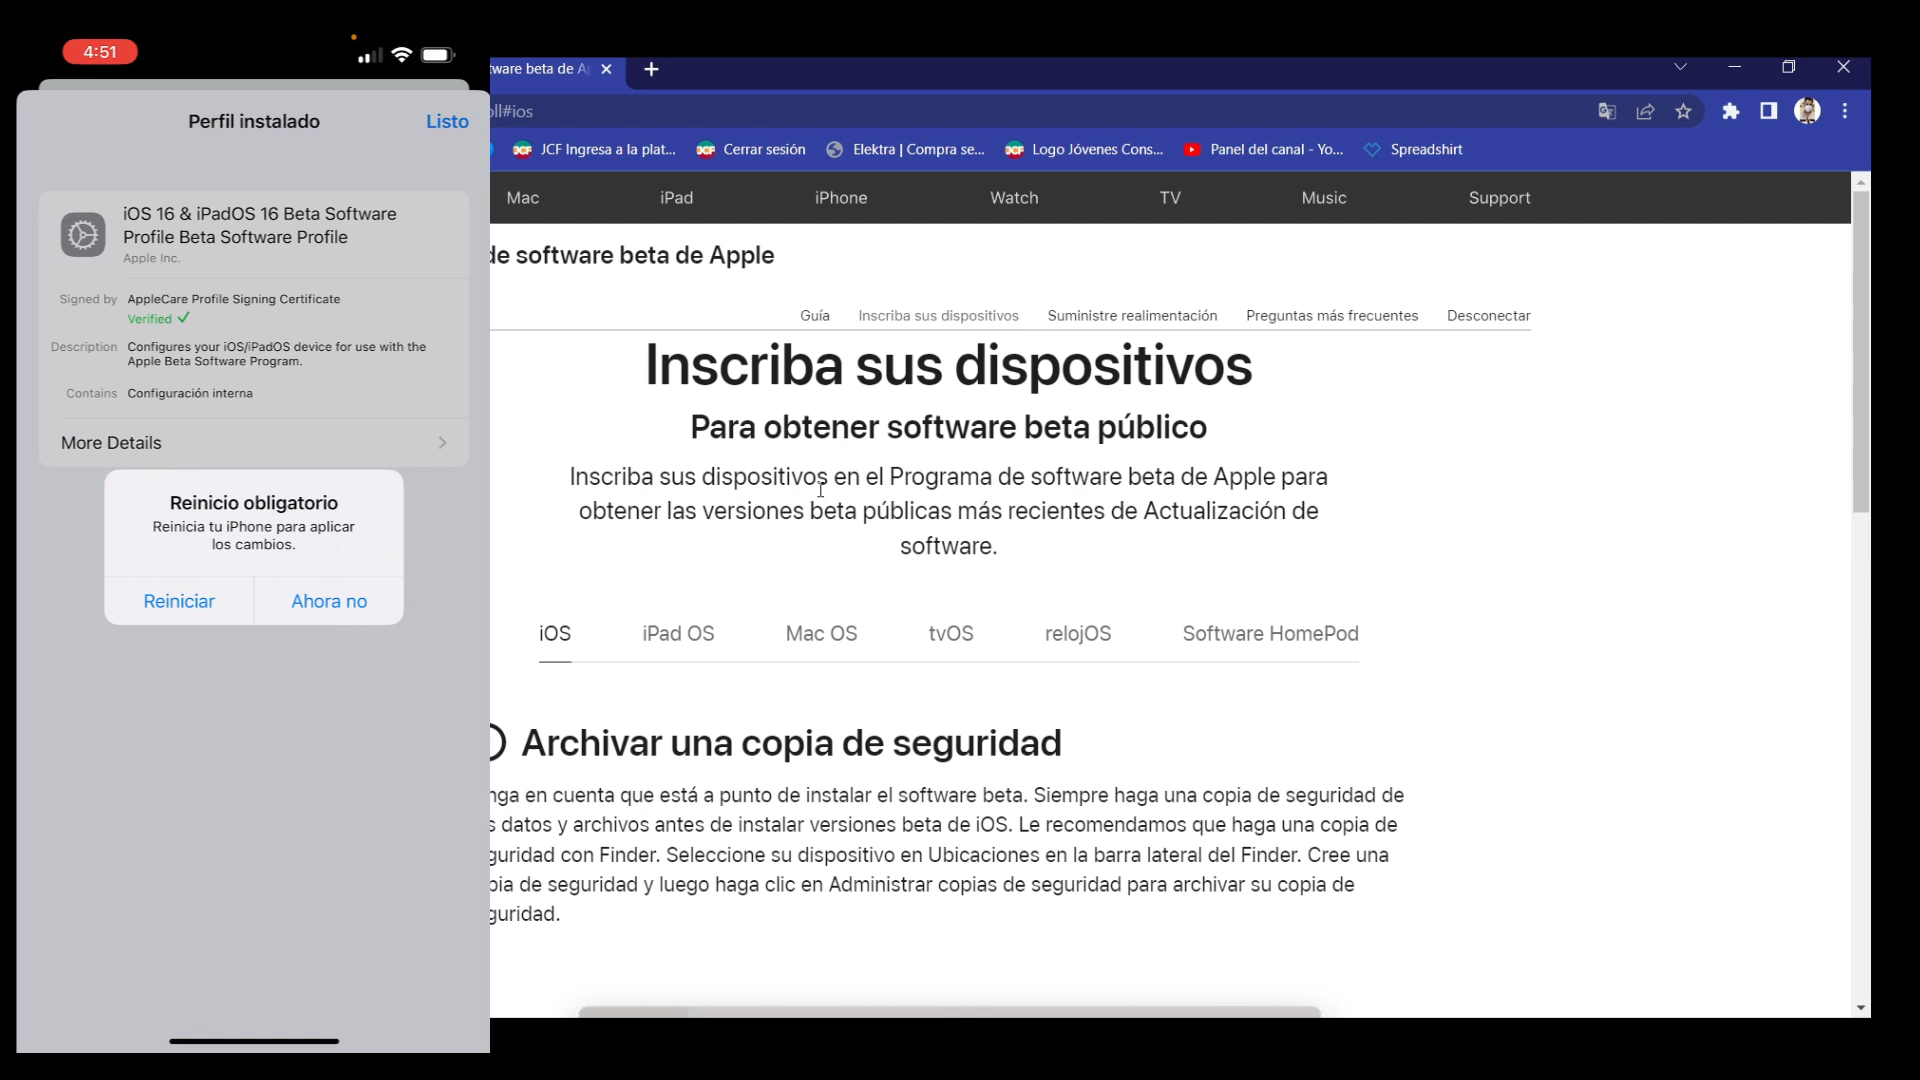 4:51
Perfil instalado
Listo
iOS 16 & iPadOS 16 Beta Software
Profile Beta Software Profile
Apple Inc.
Signed by AppleCare Profile Signing Certificate
Verified
Description Configures your iOS/iPadOS device for use with the
Apple Beta Software Program.
Contains Configuración interna
More Details
Reinicio obligatorio
Reinicia tu iPhone para aplicar
los cambios.
Reiniciar Ahora no
tware beta de A
oll#ios
JCF Ingresa a la plat... Cerrar sesión Elektra | Compra se... Logo Jóvenes Cons... Panel del canal - Yo... Spreadshirt
Mac iPad iPhone Watch TV Music Support
de software beta de Apple
Guía Inscriba sus dispositivos Suministre realimentación Preguntas más frecuentes Desconectar
Inscriba sus dispositivos
Para obtener software beta público
Inscriba sus dispositivos en el Programa de software beta de Apple para
obtener las versiones beta públicas más recientes de Actualización de
software.
iOS iPad OS Mac OS tvOS relojOS Software HomePod
Archivar una copia de seguridad
nga en cuenta que está a punto de instalar el software beta. Siempre haga una copia de seguridad de
s datos y archivos antes de instalar versiones beta de iOS. Le recomendamos que haga una copia de
guridad con Finder. Seleccione su dispositivo en Ubicaciones en la barra lateral del Finder. Cree una
pia de seguridad y luego haga clic en Administrar copias de seguridad para archivar su copia de
guridad.